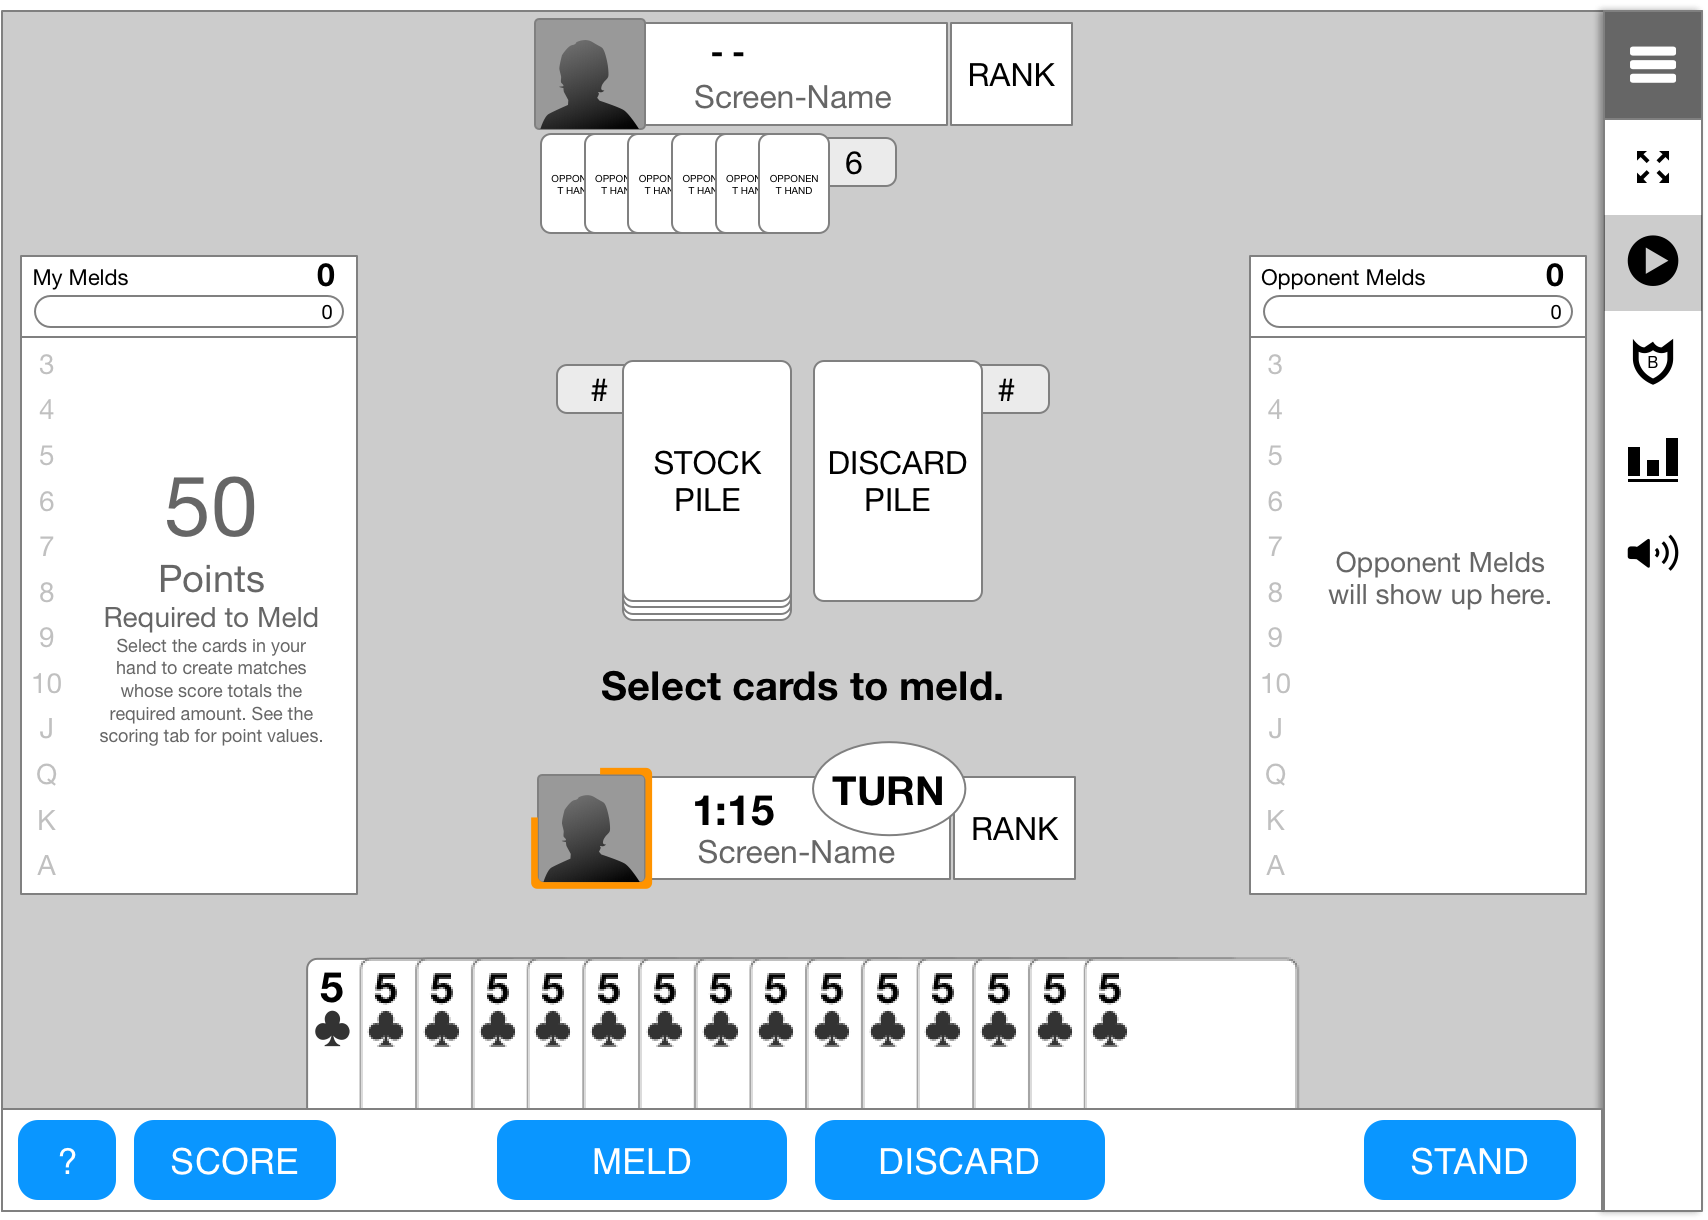 - -
Screen-Name
RANK
OPPON
T HAN
OPPON
T HAN
OPPON
T HAN
OPPON
T HAN
OPPON
T HAN
OPPONEN
T HAND
6
My Melds 0
0
3
4
5
6
7
8
9
10
J
Q
K
A
50
Points
Required to Meld
Select the cards in your
hand to create matches
whose score totals the
required amount. See the
scoring tab for point values.
#
STOCK
PILE
DISCARD
PILE
#
Opponent Melds 0
0
3
4
5
6
7
8
9
10
J
Q
K
A
Opponent Melds
will show up here.
B
Select cards to meld.
1:15
Screen-Name
TURN
RANK
5 5 5 5 5 5 5 5 5 5 5 5 5 5 5
? SCORE MELD DISCARD STAND